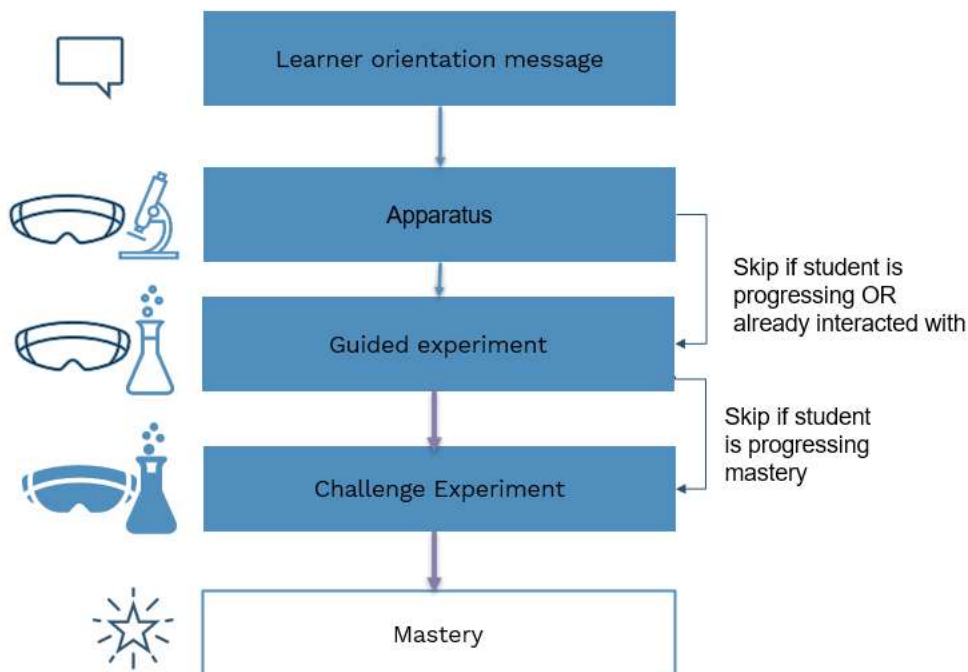 Learner orientation message
Apparatus
Skip if student is
progressing OR
already interacted with
Guided experiment
Skip if student
is progressing
mastery
Challenge Experiment
Mastery